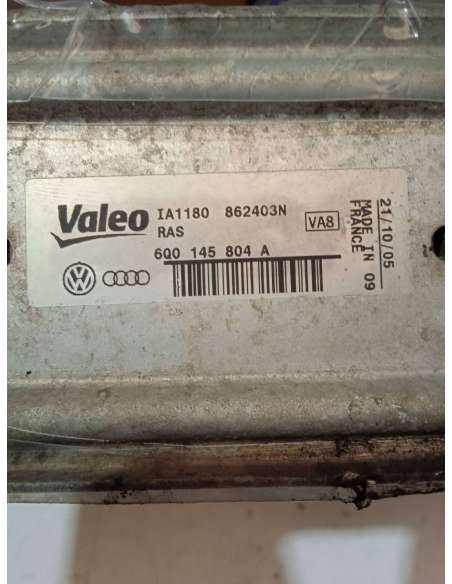 Valeo IA1180 862403N
RAS
VA8
6Q0 145 804 A
21/10/05
MADE IN 09
FRANCE